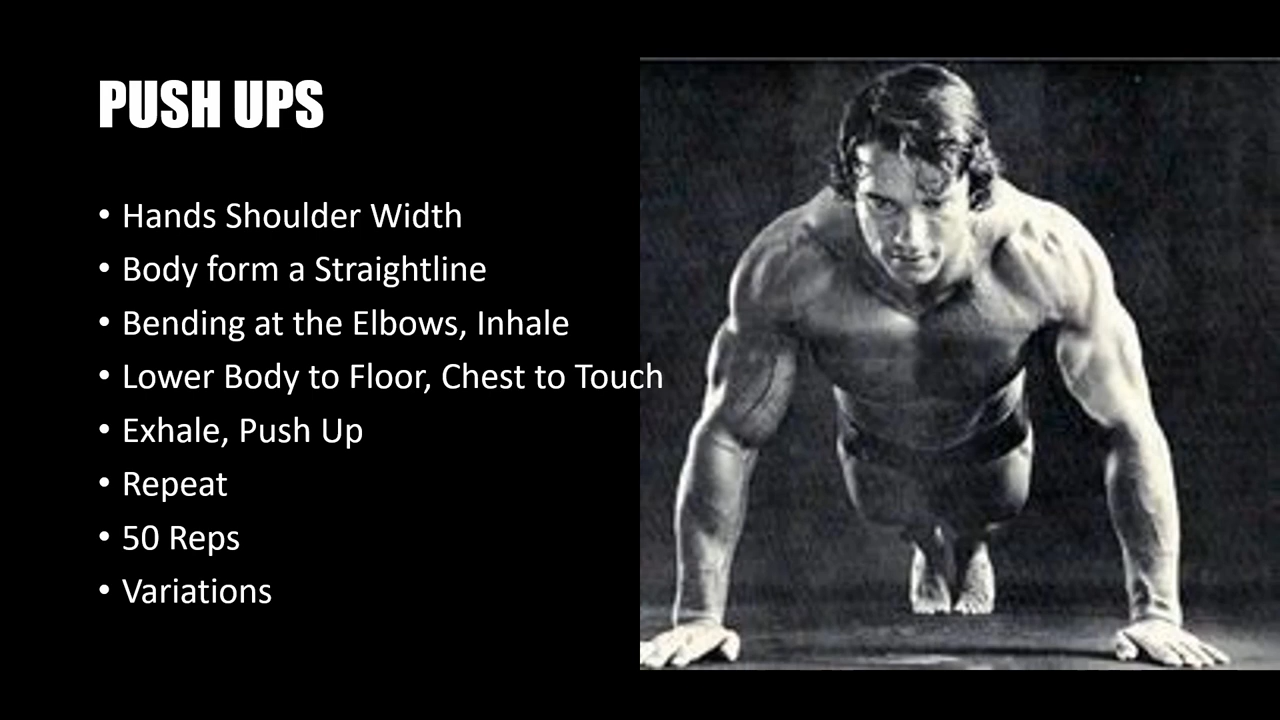 PUSH UPS
• Hands Shoulder Width
• Body form a Straightline
• Bending at the Elbows, Inhale
• Lower Body to Floor, Chest to Touch
• Exhale, Push Up
• Repeat
• 50 Reps
• Variations